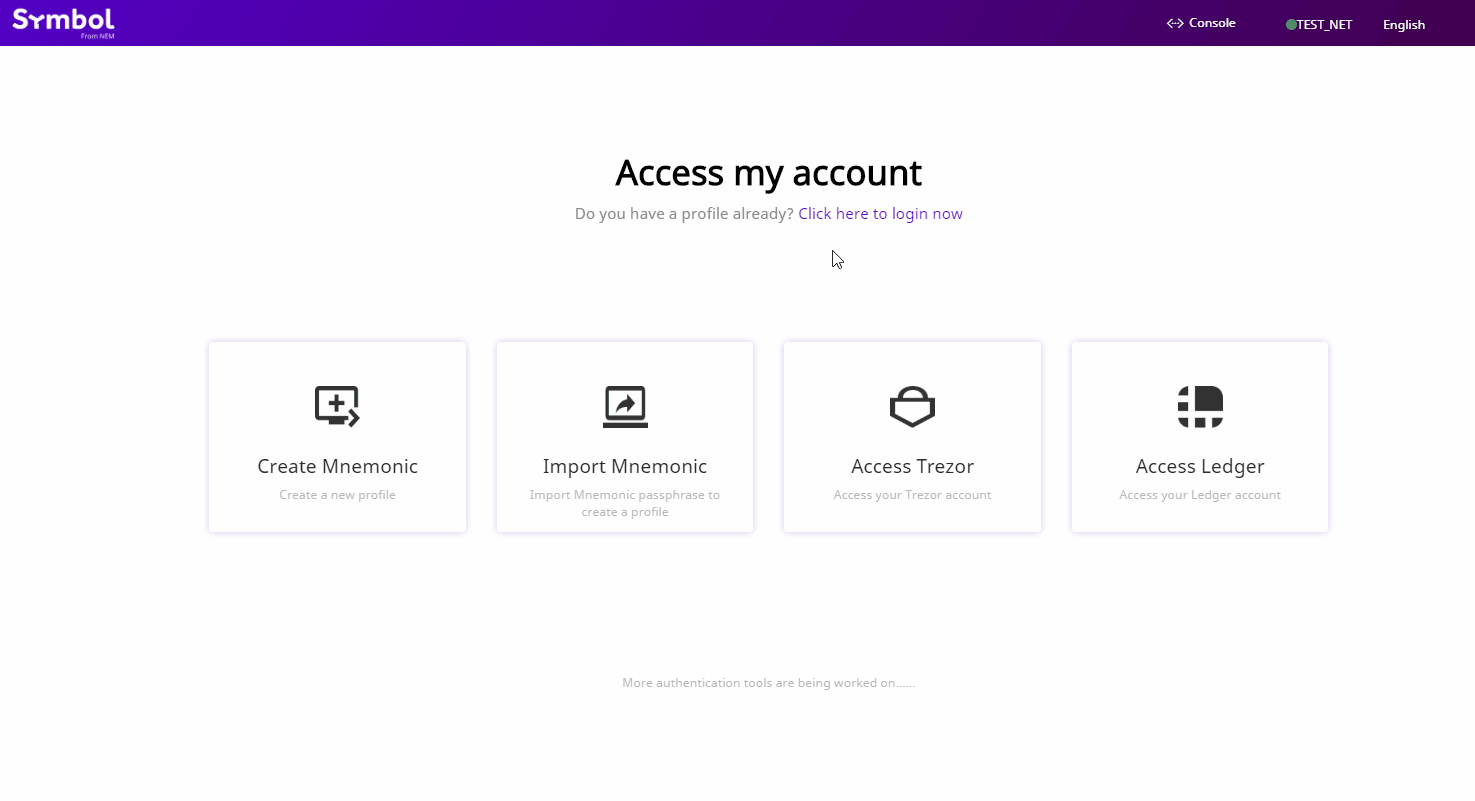 Symbol
From NEM
Console
TEST_NET
English
Access my account
Do you have a profile already? Click here to login now
Create Mnemonic
Create a new profile
Import Mnemonic
Import Mnemonic passphrase to
create a profile
Access Trezor
Access your Trezor account
Access Ledger
Access your Ledger account
More authentication tools are being worked on......